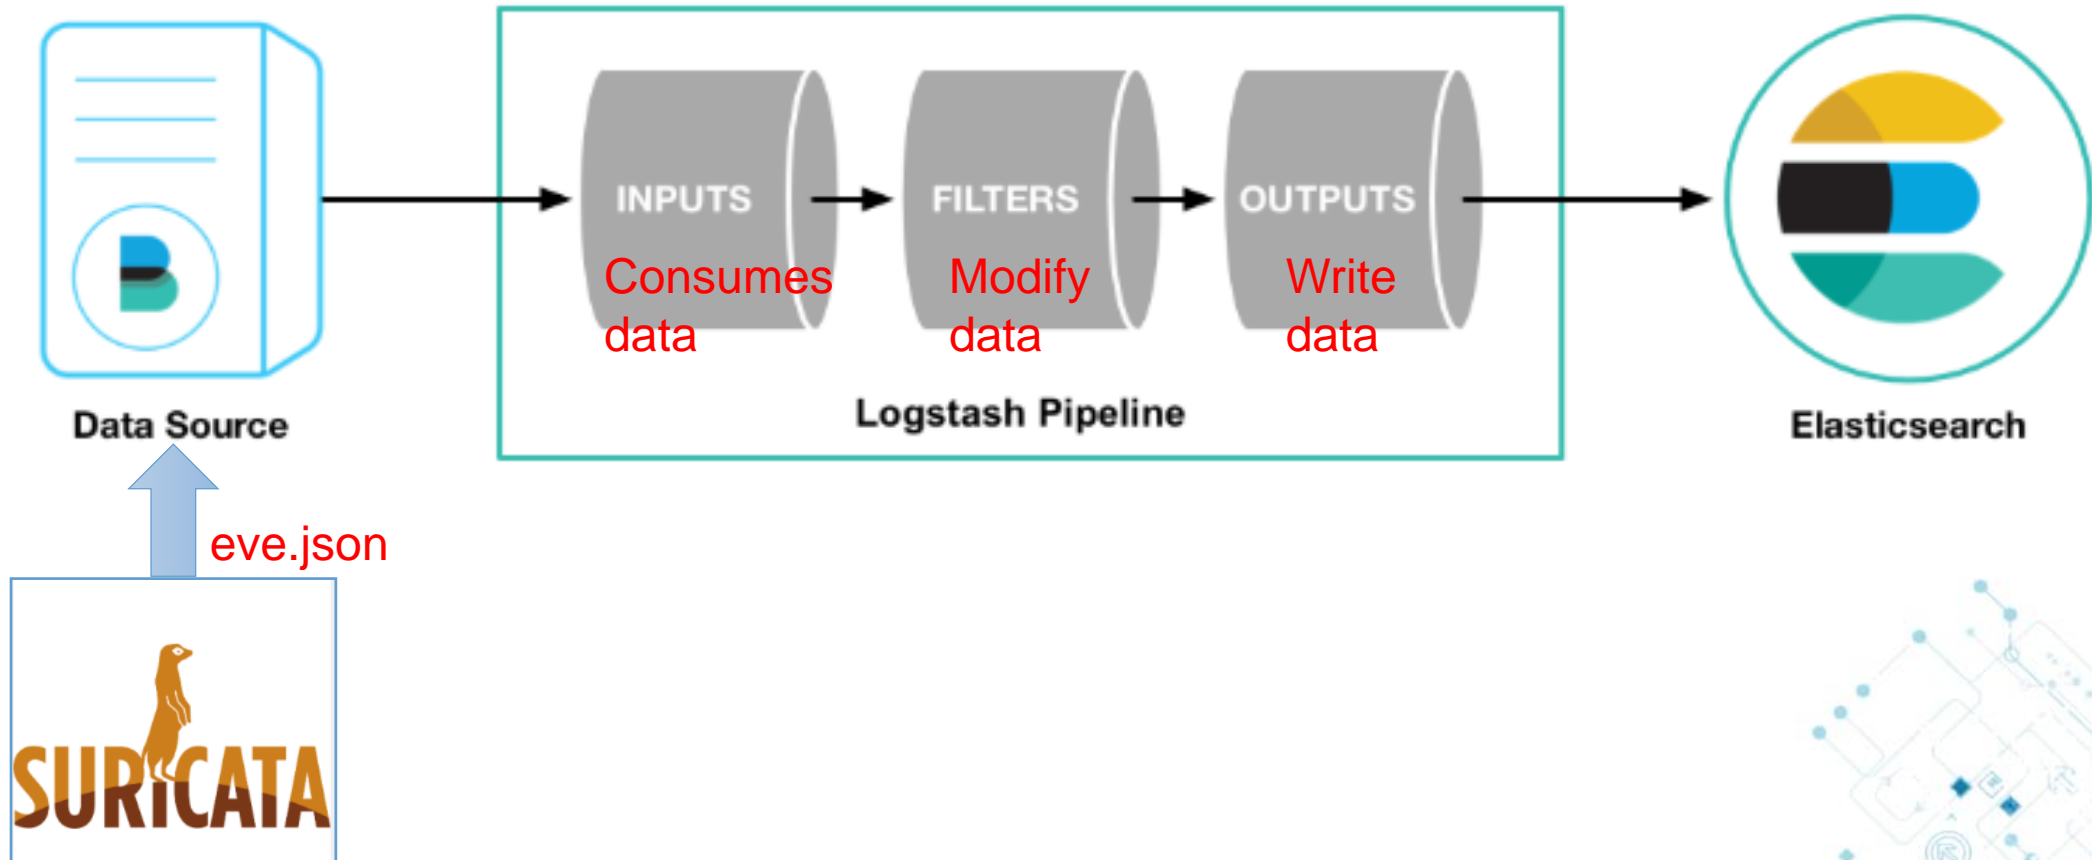 INPUTS
Consumes
data
FILTERS
Modify
data
OUTPUTS
Write
data
Logstash Pipeline
Data Source
Elasticsearch
eve.json
SURICATA